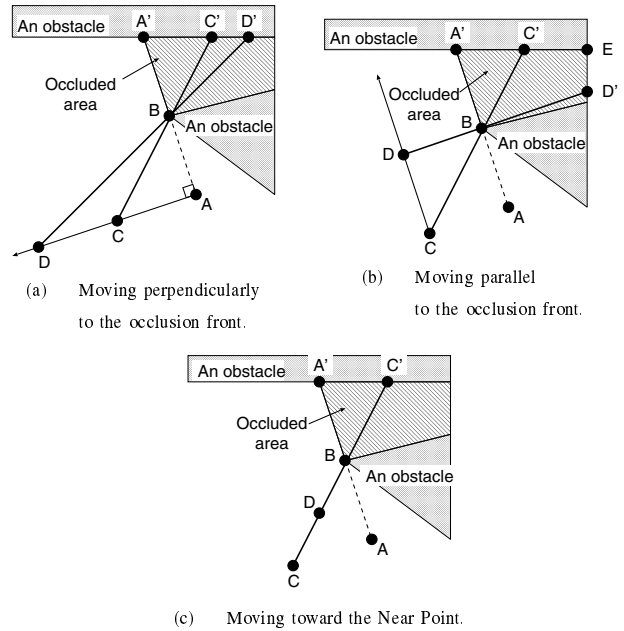 An obstacle
A'
C'
D'
Occluded
area
B
An obstacle
A
C
D
(a) Moving perpendicularly
to the occlusion front.
An obstacle
A'
C'
E
Occluded
area
D'
B
An obstacle
D
A
C
(b) Moving parallel
to the occlusion front.
An obstacle
A'
C'
Occluded
area
B
An obstacle
D
A
C
(c) Moving toward the Near Point.